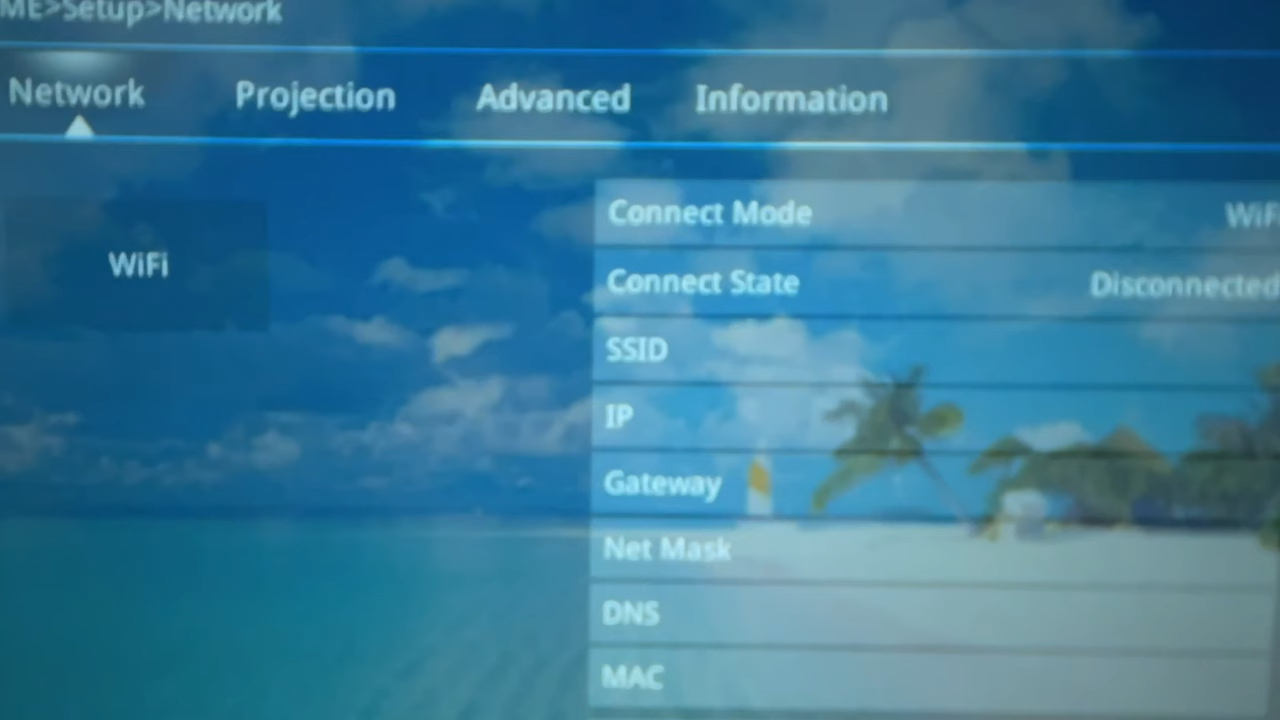 ME>Setup>Network
Network Projection Advanced Information
WiFi
Connect Mode WiF
Connect State Disconnected
SSID
IP
Gateway
Net Mask
DNS
MAC